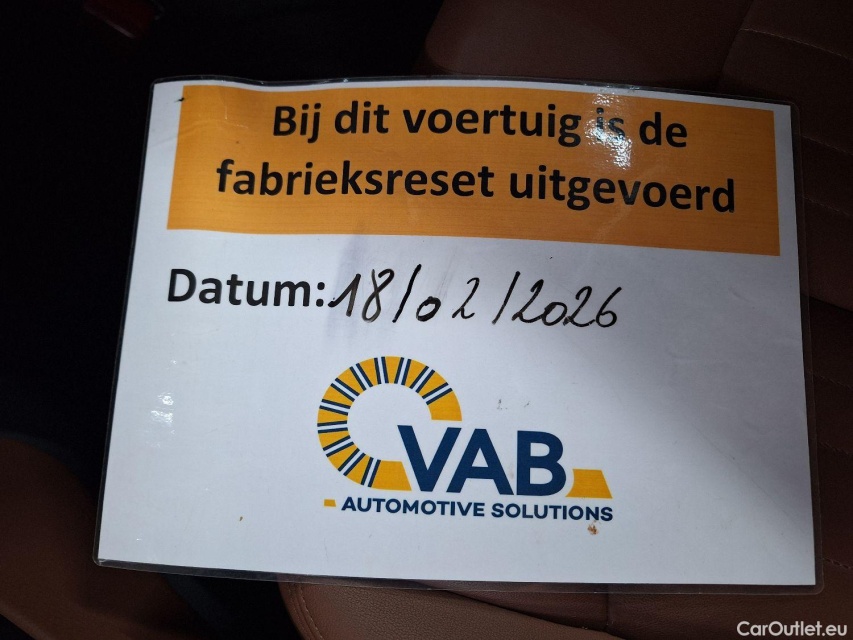 Bij dit voertuig is de
fabrieksreset uitgevoerd
Datum: 18/02/2026
VAB
AUTOMOTIVE SOLUTIONS
CarOutlet.eu